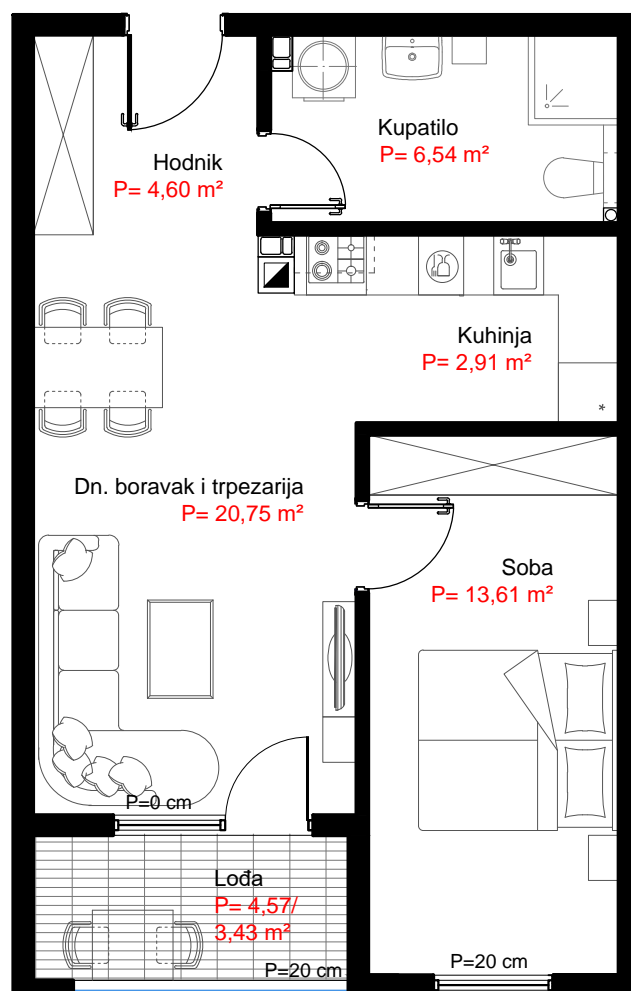 Kupatilo
P= 6,54 m²
Hodnik
P= 4,60 m²
Kuhinja
P= 2,91 m²
*
Dn. boravak i trpezarija
P= 20,75 m²
Soba
P= 13,61 m²
P=0 cm
Lođa
P= 4,57/
3,43 m²
P=20 cm
P=20 cm